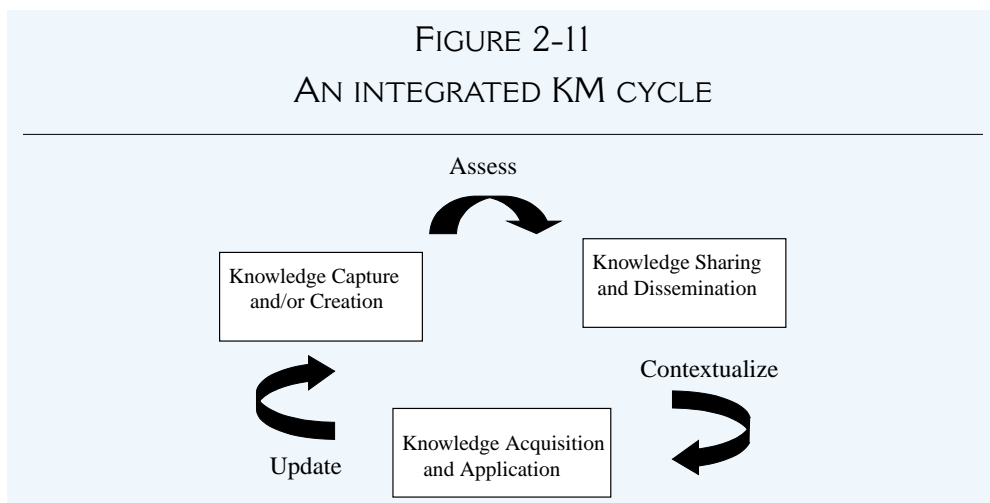 FIGURE 2-11
AN INTEGRATED KM CYCLE
Assess
Knowledge Capture
and/or Creation
Knowledge Sharing
and Dissemination
Contextualize
Knowledge Acquisition
and Application
Update